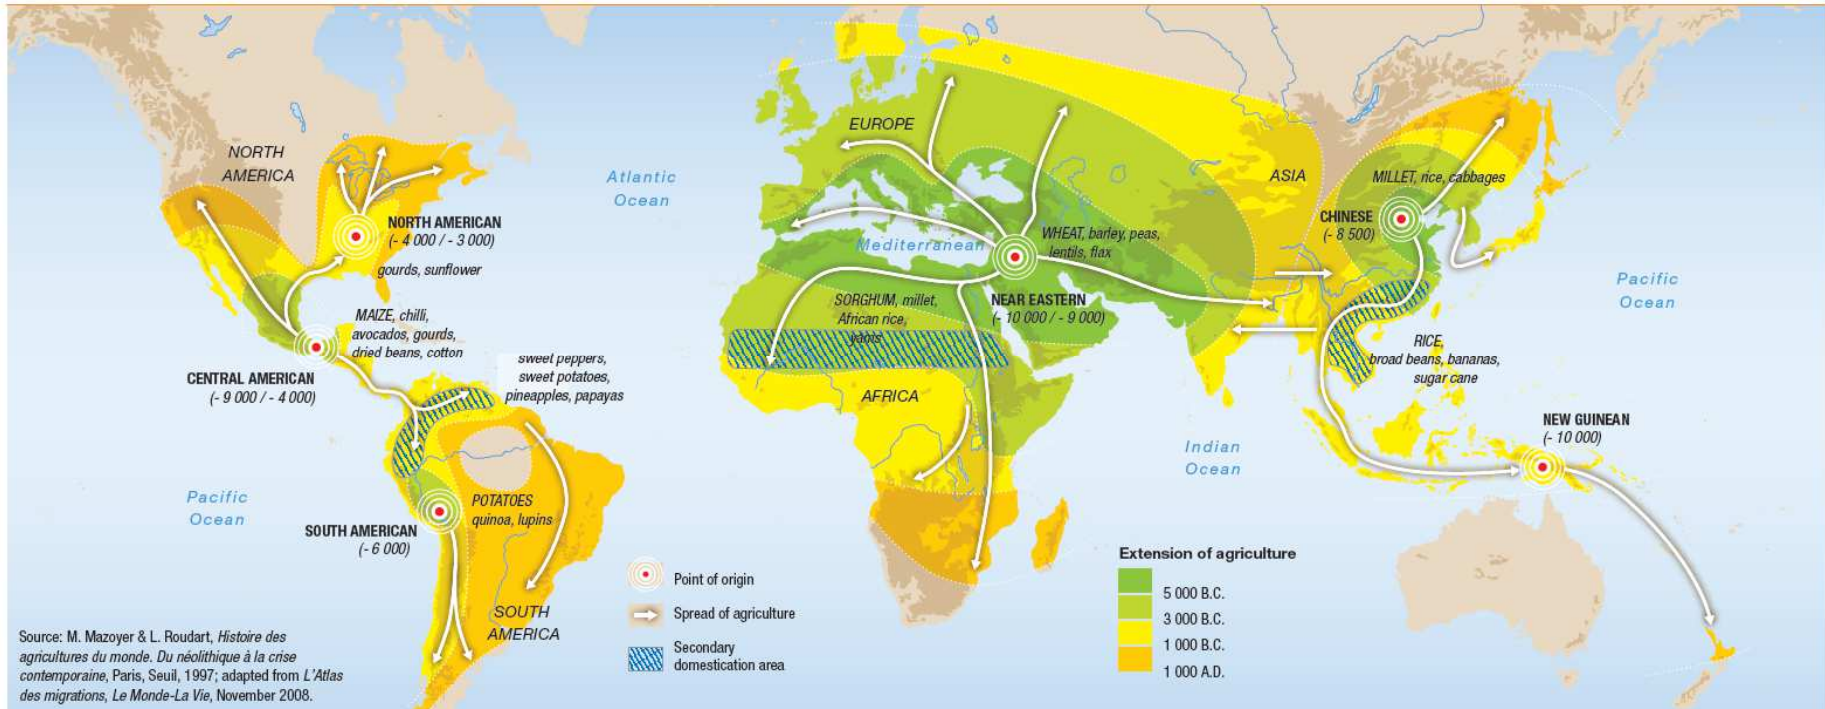 NORTH
AMERICA
NORTH AMERICAN
(- 4 000 / - 3 000)
gourds, sunflower
MAIZE, chilli,
avocados, gourds,
dried beans, cotton
CENTRAL AMERICAN
(- 9 000 / - 4 000)
sweet peppers,
sweet potatoes,
pineapples, papayas
Pacific
Ocean
SOUTH AMERICAN
(- 6 000)
POTATOES
quinoa, lupins
SOUTH
AMERICA
Atlantic
Ocean
EUROPE
Mediterranean
WHEAT, barley, peas,
lentils, flax
NEAR EASTERN
(- 10 000 / - 9 000)
SORGHUM, millet,
African rice,
yams
AFRICA
ASIA
MILLET, rice, cabbages
CHINESE
(- 8 500)
RICE,
broad beans, bananas,
sugar cane
Pacific
Ocean
Indian
Ocean
NEW GUINEAN
(- 10 000)
Point of origin
Spread of agriculture
Secondary
domestication area
Extension of agriculture
5 000 B.C.
3 000 B.C.
1 000 B.C.
1 000 A.D.
Source: M. Mazoyer & L. Roudart, Histoire des
agricultures du monde. Du néolithique à la crise
contemporaine, Paris, Seuil, 1997; adapted from L'Atlas
des migrations, Le Monde-La Vie, November 2008.